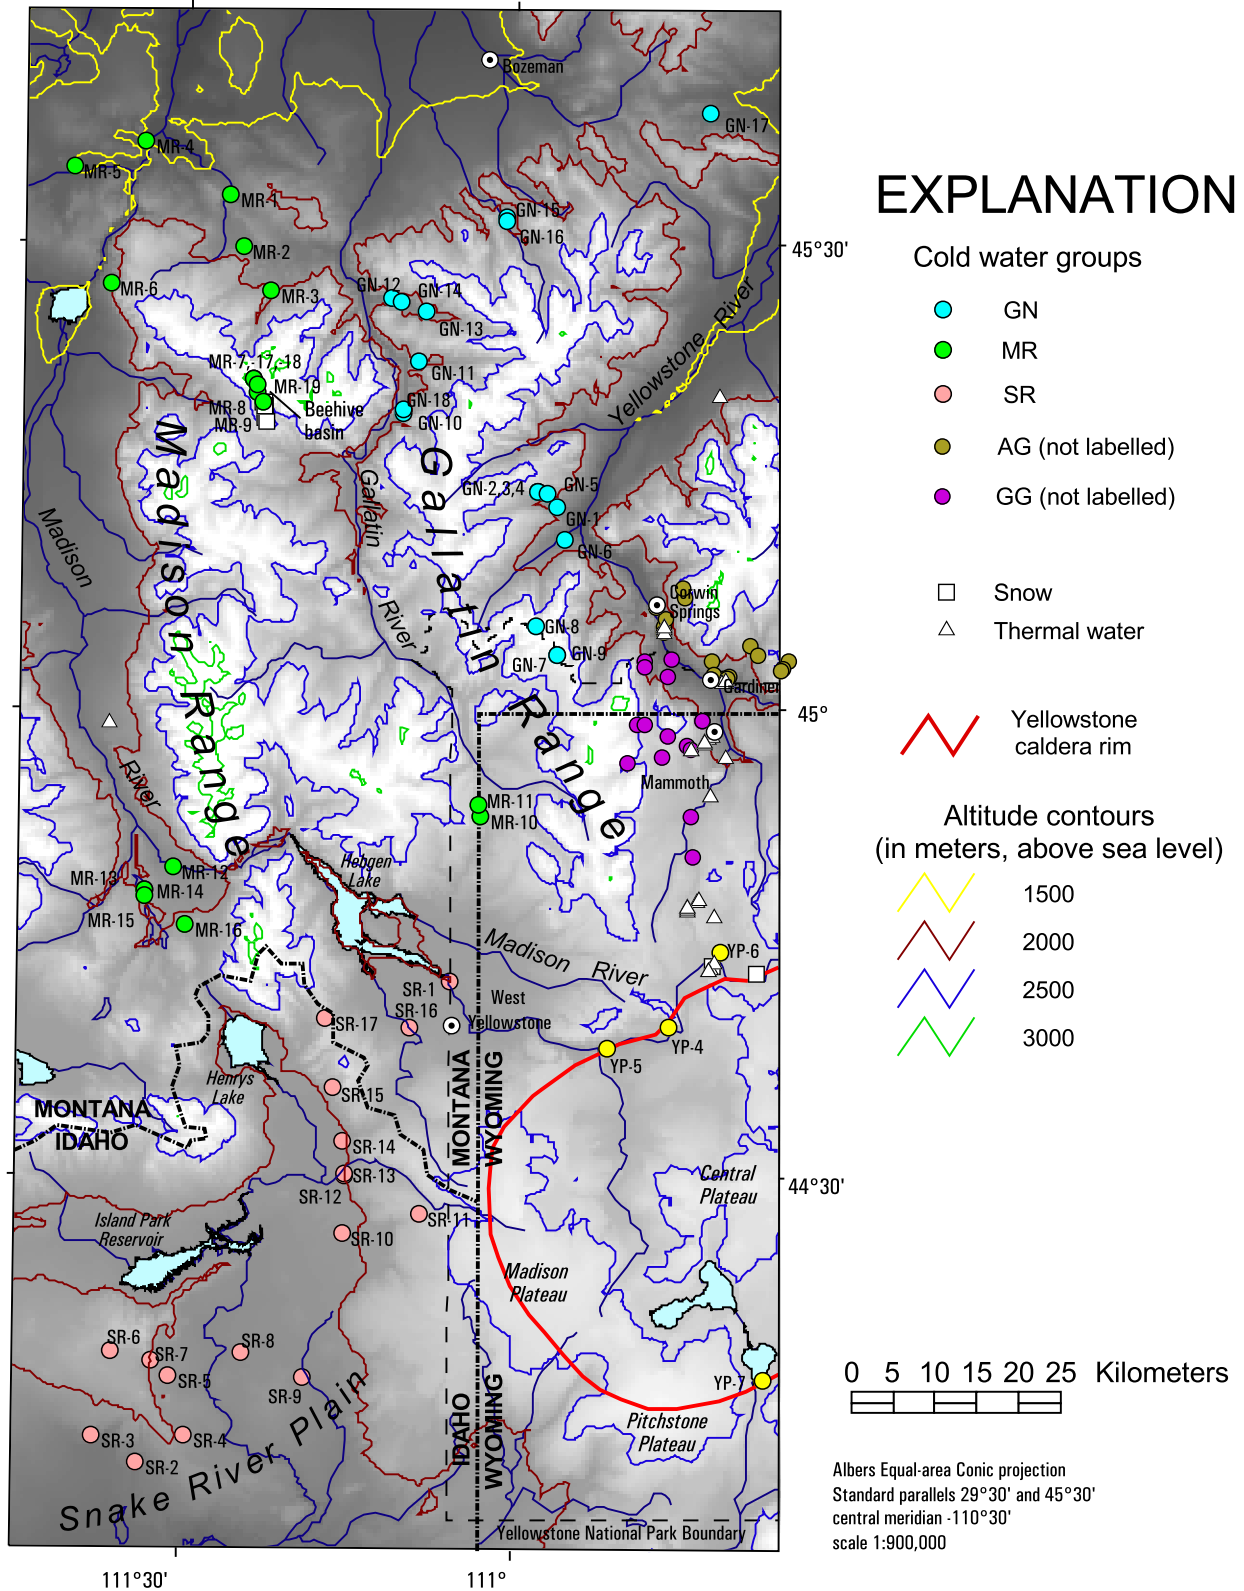 Bozeman
GN-17
MR-4
MR-5
MR-1
GN-15
GN-16
MR-2
45°30'
MR-6
MR-3
GN-12
GN-14
GN-13
Yellowstone River
MR-7,-17,-18
GN-11
MR-19
MR-8
MR-9
Beehive
basin
GN-18
GN-10
Madison Range
Gallatin Range
Gallatin
River
GN-2,3,4
GN-5
GN-1
GN-6
Madison
River
Corwin
Springs
GN-8
GN-9
GN-7
Gardiner
45°
Mammoth
MR-11
MR-10
MR-12
MR-13
MR-14
MR-15
MR-16
Hebgen
Lake
Madison River
YP-6
SR-1
West
Yellowstone
SR-16
SR-17
YP-4
YP-5
Henrys
Lake
SR-15
MONTANA
IDAHO
MONTANA
WYOMING
SR-14
SR-13
SR-12
Central
Plateau
44°30'
SR-11
SR-10
Island Park
Reservoir
Madison
Plateau
SR-6
SR-7
SR-5
SR-8
SR-9
YP-7
IDAHO
WYOMING
Pitchstone
Plateau
SR-3
SR-4
SR-2
Snake River Plain
Yellowstone National Park Boundary
111°30'
111°
EXPLANATION
Cold water groups
GN
MR
SR
AG (not labelled)
GG (not labelled)
Snow
Thermal water
Yellowstone
caldera rim
Altitude contours
(in meters, above sea level)
1500
2000
2500
3000
0 5 10 15 20 25 Kilometers
Albers Equal-area Conic projection
Standard parallels 29°30' and 45°30'
central meridian -110°30'
scale 1:900,000